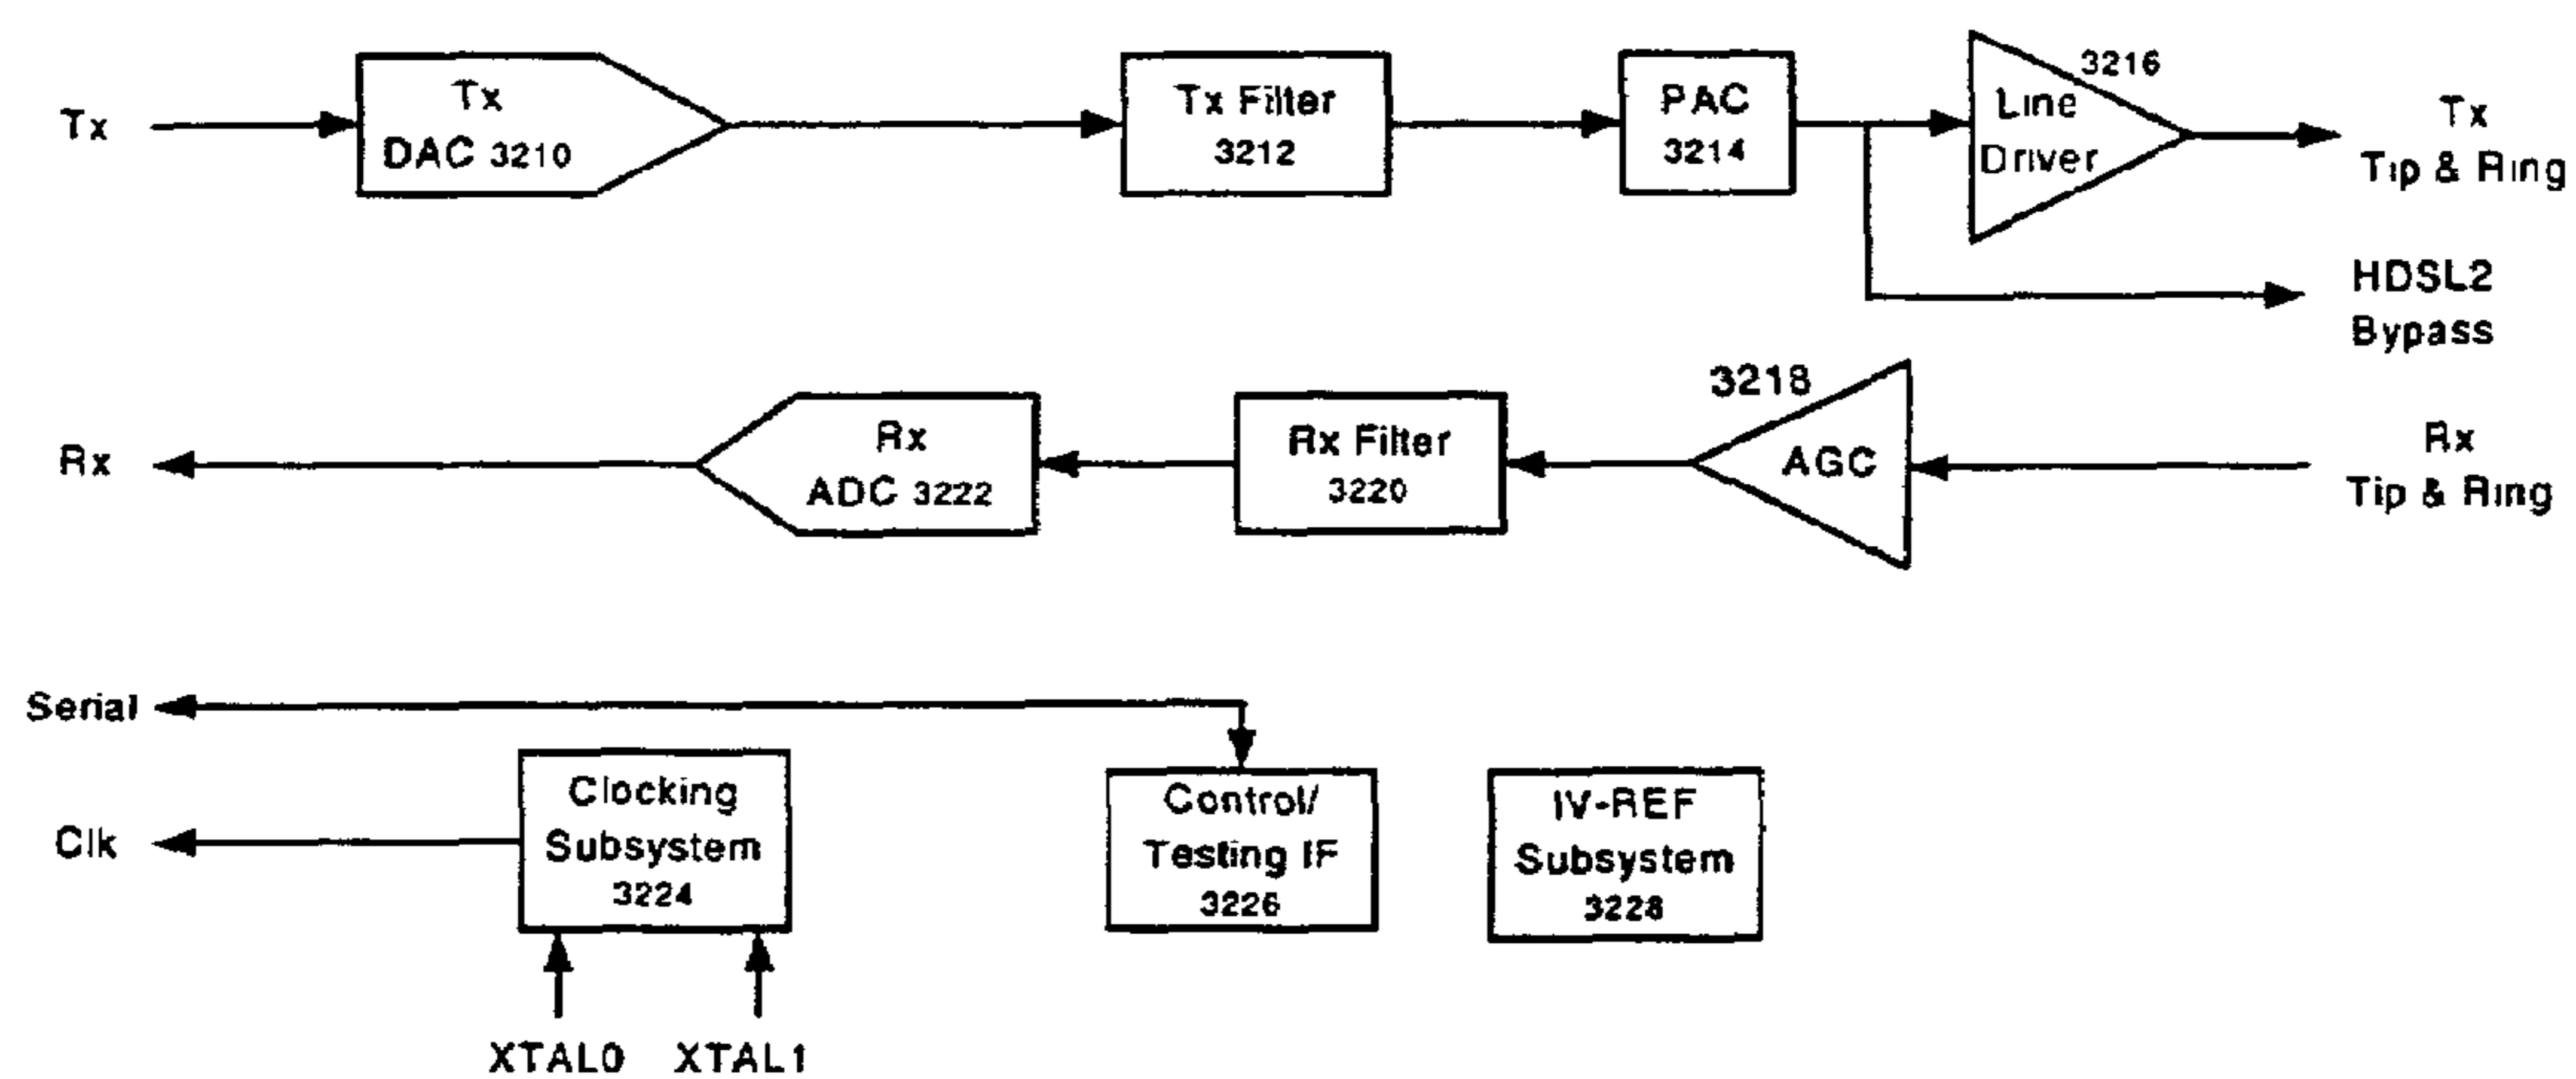 Tx
Tx
DAC 3210
Tx Filter
3212
PAC
3214
3216
Line
Driver
Tx
Tip & Ring
HDSL2
Bypass
Rx
Rx
ADC 3222
Rx Filter
3220
3218
AGC
Rx
Tip & Ring
Serial
Clk
Clocking
Subsystem
3224
Control/
Testing IF
3226
IV-REF
Subsystem
3228
XTAL0 XTAL1